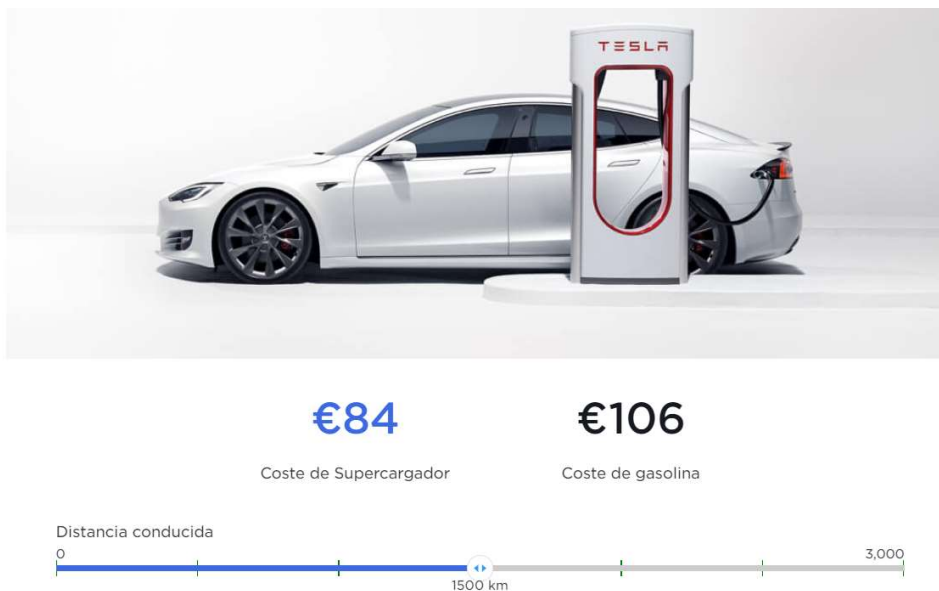 TESLA
€84
€106
Coste de Supercargador
Coste de gasolina
Distancia conducida
0
3,000
1500 km